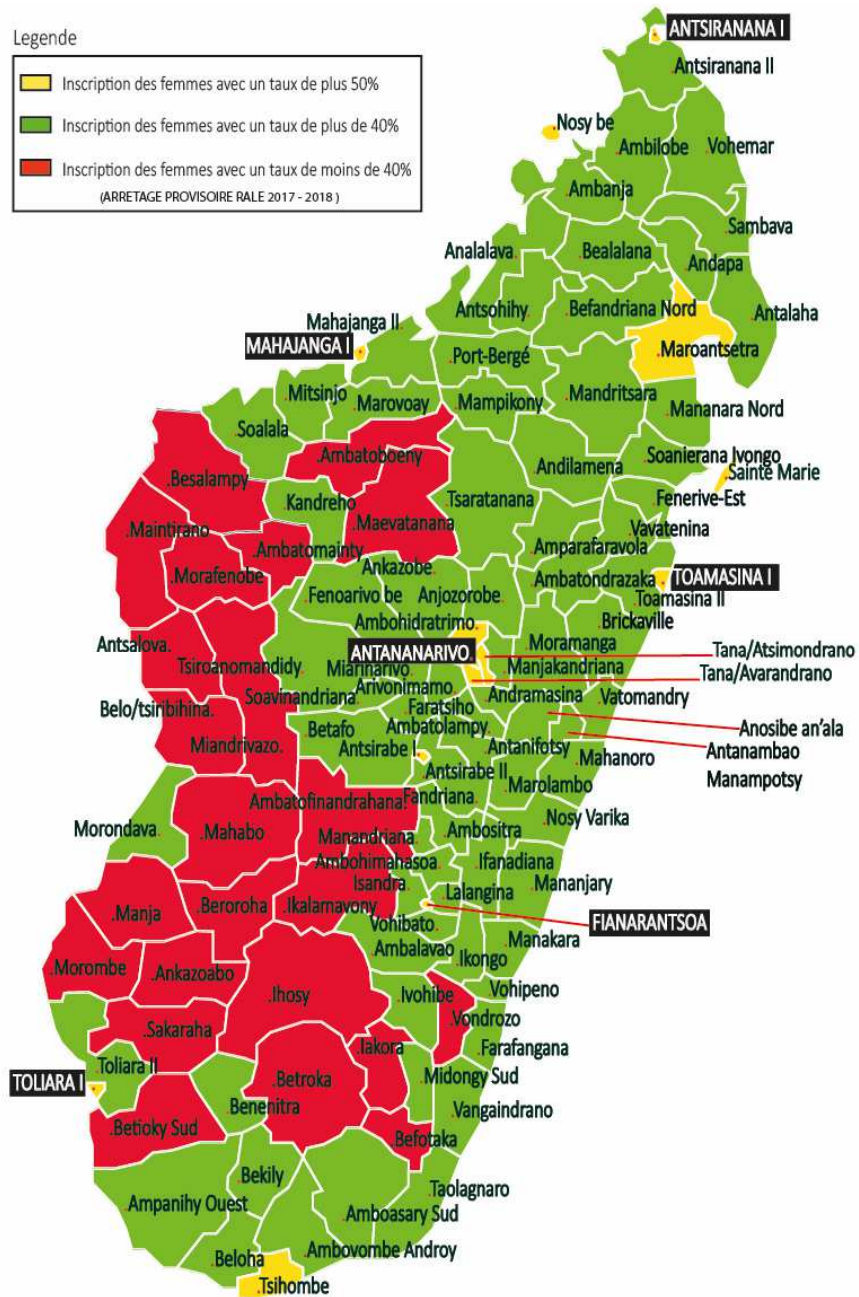 Legende
Inscription des femmes avec un taux de plus 50%
Inscription des femmes avec un taux de plus de 40%
Inscription des femmes avec un taux de moins de 40%
(ARRETAGE PROVISOIRE RALE 2017 - 2018 )
ANTSIRANANA I
Antsiranana II
Nosy be
Ambilobe
Vohemar
Ambanja
Sambava
Analalava
Bealalana
Andapa
Antsohihy
Befandriana Nord
Antalaha
Mahajanga II
MAHAJANGA I
Port-Bergé
Maroantsetra
Mitsinjo
Marovoay
Mampikony
Mandritsara
Mananara Nord
Soalala
Ambatoboeny
Soanierana Ivongo
Besalampy
Andilamena
Sainte Marie
Kandreho
Tsaratanana
Fenerive-Est
Maintirano
Maevatanana
Vavatenina
Ambatomainty
Amparafaravola
Morafenobe
Ankazobe
Ambatondrazaka
TOAMASINA I
Fenoarivo be
Anjozorobe
Toamasina II
Ambohidratrimo
Brickaville
Antsalova
ANTANANARIVO
Moramanga
Tana/Atsimondrano
Tsiroanomandidy
Miarinarivo
Manjakandriana
Tana/Avarandrano
Soavinandriana
Arivonimamo
Andramasina
Vatomandry
Belo/tsiribihina
Faratsiho
Betafo
Ambatolampy
Anosibe an'ala
Miandrivazo
Antsirabe I
Antanifotsy
Mahanoro
Antanambao
Antsirabe II
Manampotsy
Marolambo
Ambatofinandrahana
Fandriana
Morondava
Mahabo
Manandriana
Ambositra
Nosy Varika
Ambohimahasoa
Ifanadiana
Isandra
Manja
Beroroha
Ikalamavony
Lalangina
Mananjary
Vohibato
FIANARANTSOA
Manakara
Morombe
Ankazoabo
Ambalavao
Ikongo
Ihosy
Ivohibe
Vohipeno
Sakaraha
Vondrozo
Iakora
Farafangana
Toliara II
TOLIARA I
Betroka
Midongy Sud
Benenitra
Vangaindrano
Betioky Sud
Befotaka
Bekily
Taolagnaro
Ampanihy Ouest
Amboasary Sud
Beloha
Ambovombe Androy
Tsihombe